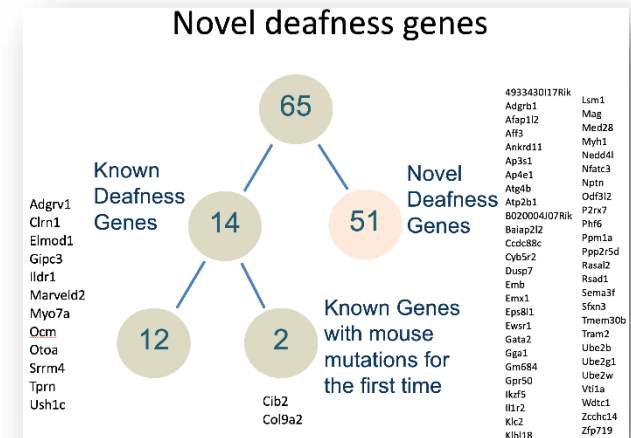 Novel deafness genes
65
Known
Deafness
Genes
14
Novel
Deafness
Genes
51
12
2
Known Genes
with mouse
mutations for
the first time
Adgrv1
Clrn1
Elmod1
Gipc3
Ildr1
Marveld2
Myo7a
Ocm
Otoa
Srrm4
Tprn
Ush1c
Cib2
Col9a2
4933430I17Rik
Adgrb1
Afap1l2
Aff3
Ankrd11
Ap3s1
Ap4e1
Atg4b
Atp2b1
B020004J07Rik
Baiap2l2
Ccdc88c
Cyb5r2
Dusp7
Emb
Emx1
Eps8l1
Ewsr1
Gata2
Gga1
Gm684
Gpr50
Ikzf5
Il1r2
Klc2
Klhl18
Lsm1
Mag
Med28
Myh1
Nedd4l
Nfatc3
Nptn
Odf3l2
P2rx7
Phf6
Ppm1a
Ppp2r5d
Rasal2
Rsad1
Sema3f
Sfxn3
Tmem30b
Tram2
Ube2b
Ube2g1
Ube2w
Vti1a
Wdtc1
Zcchc14
Zfp719